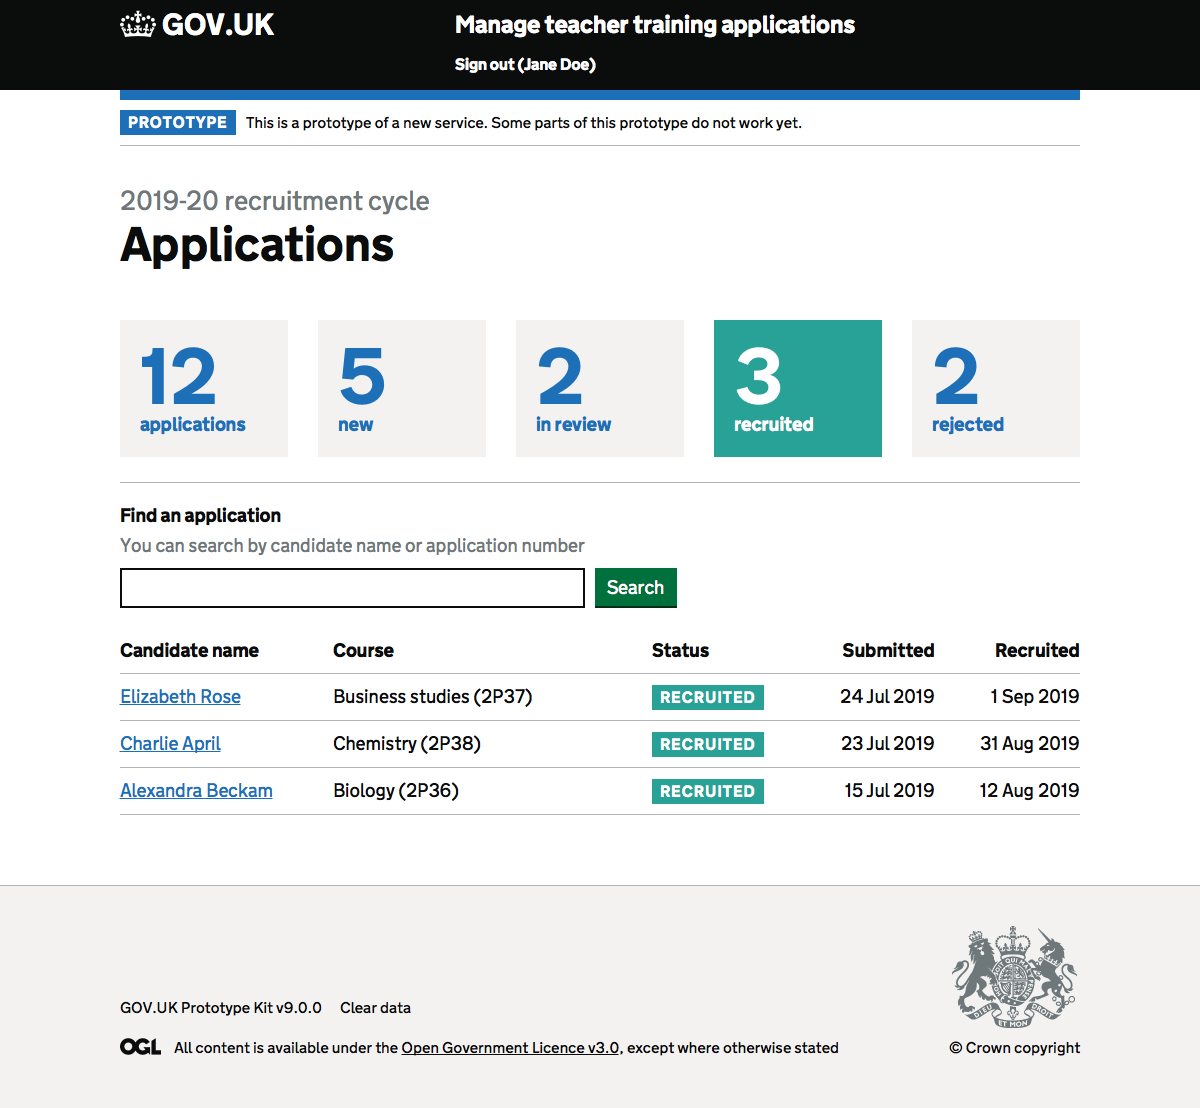 GOV.UK
Manage teacher training applications
Sign out (Jane Doe)
PROTOTYPE This is a prototype of a new service. Some parts of this prototype do not work yet.
2019-20 recruitment cycle
Applications
12 5 2 3 2
applications new in review recruited rejected
Find an application
You can search by candidate name or application number
Search
Candidate name Course Status Submitted Recruited
Elizabeth Rose Business studies (2P37) RECRUITED 24 Jul 2019 1 Sep 2019
Charlie April Chemistry (2P38) RECRUITED 23 Jul 2019 31 Aug 2019
Alexandra Beckam Biology (2P36) RECRUITED 15 Jul 2019 12 Aug 2019
DIEU ET MON DROIT
GOV.UK Prototype Kit v9.0.0 Clear data
OGL All content is available under the Open Government Licence v3.0, except where otherwise stated
© Crown copyright